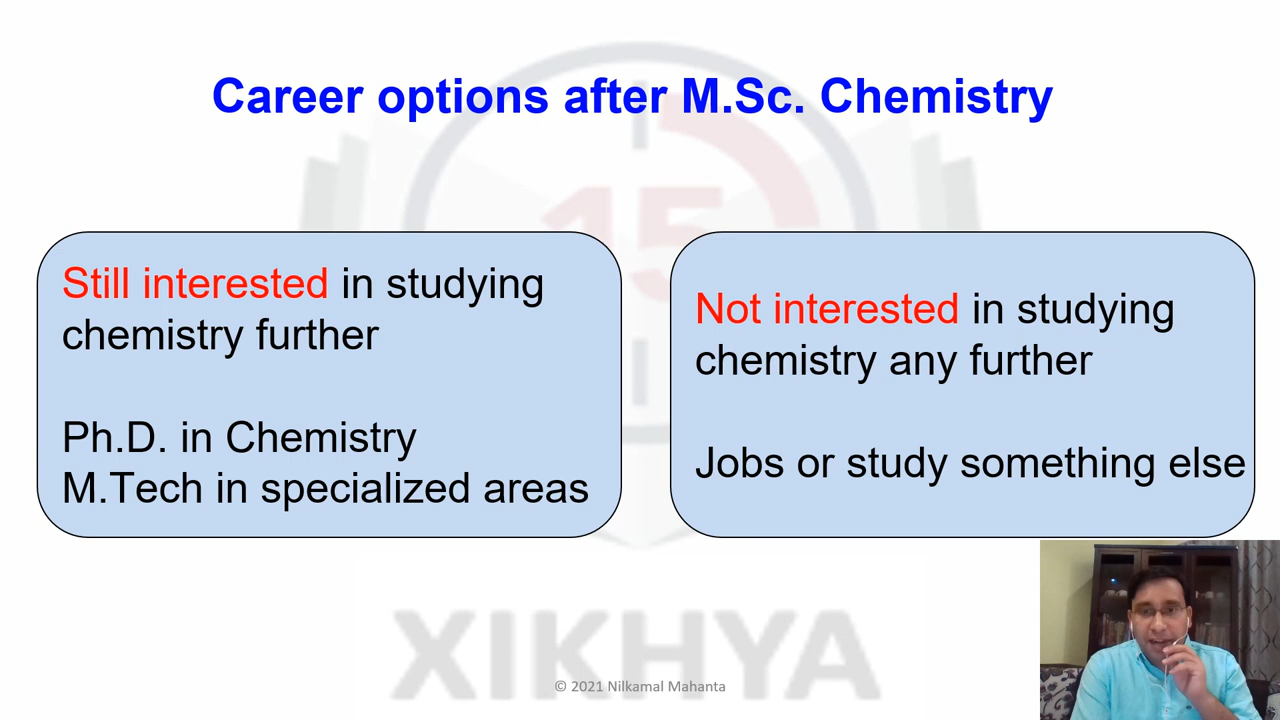 Career options after M.Sc. Chemistry
15
Still interested in studying
chemistry further
Ph.D. in Chemistry
M.Tech in specialized areas
Not interested in studying
chemistry any further
Jobs or study something else
XIKHYA
© 2021 Nilkamal Mahanta